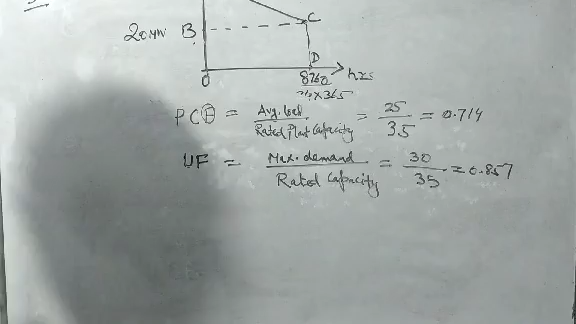 C
20MW B
D
0 8760 hrs
24x365
PCF = Avg. load / Rated Plant Capacity = 25 / 35 = 0.714
UF = Max. demand / Rated Capacity = 30 / 35 = 0.857